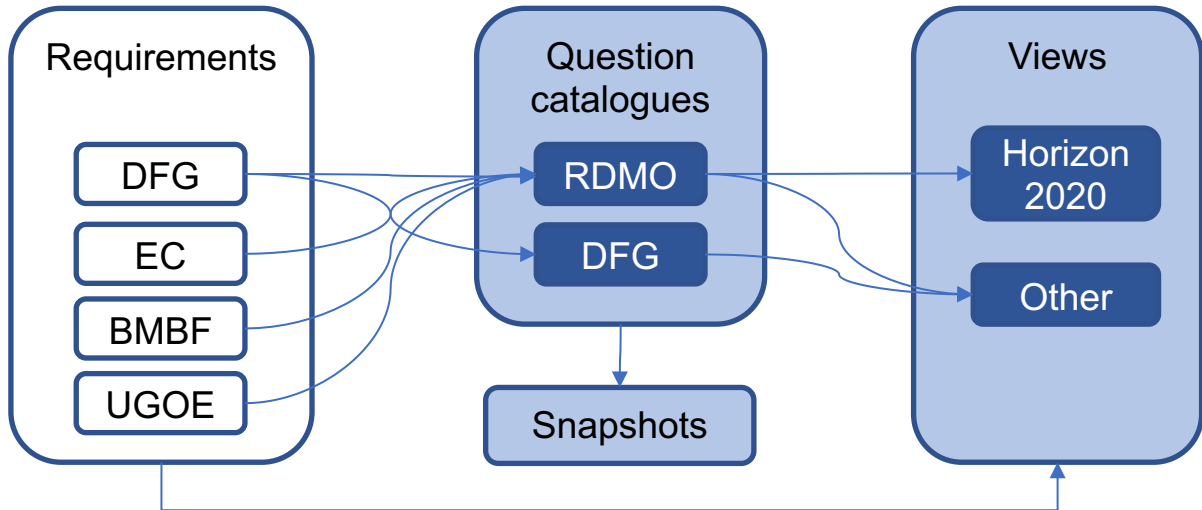 Requirements
DFG
EC
BMBF
UGOE
Question
catalogues
RDMO
DFG
Snapshots
Views
Horizon
2020
Other